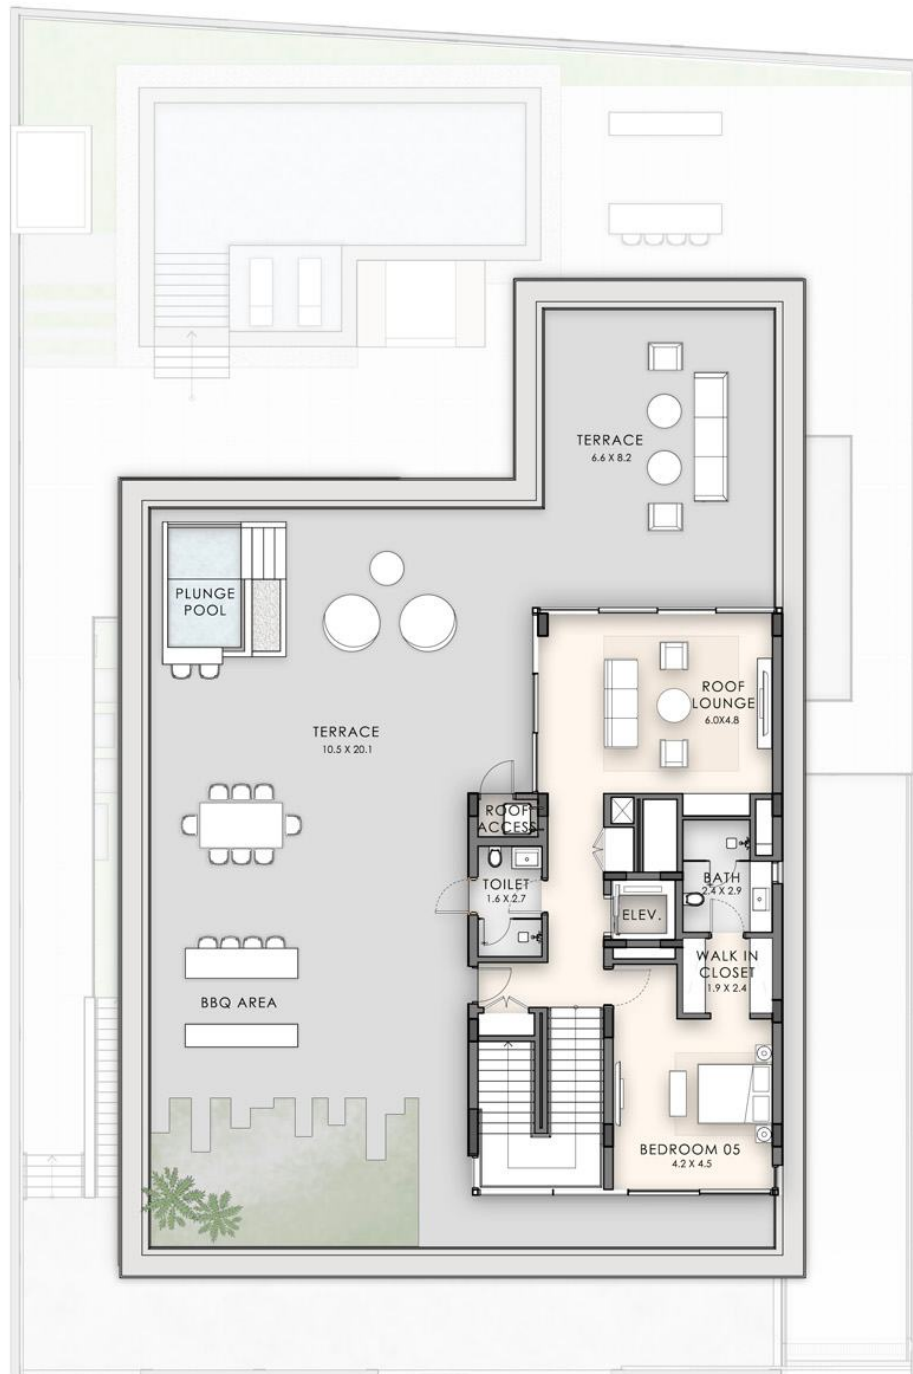 TERRACE
6.6 X 8.2
PLUNGE
POOL
ROOF
LOUNGE
6.0X4.8
TERRACE
10.5 X 20.1
ROOF
ACCESS
TOILET
1.6 X 2.7
BATH
2.4 X 2.9
ELEV.
WALK IN
CLOSET
1.9 X 2.4
BBQ AREA
BEDROOM 05
4.2 X 4.5